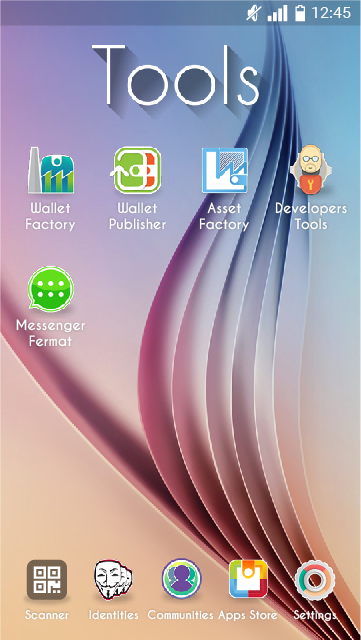 12:45
Tools
Wallet Factory
Wallet Publisher
Asset Factory
Developers Tools
Messenger Fermat
Scanner
Identities
Communities
Apps Store
Settings